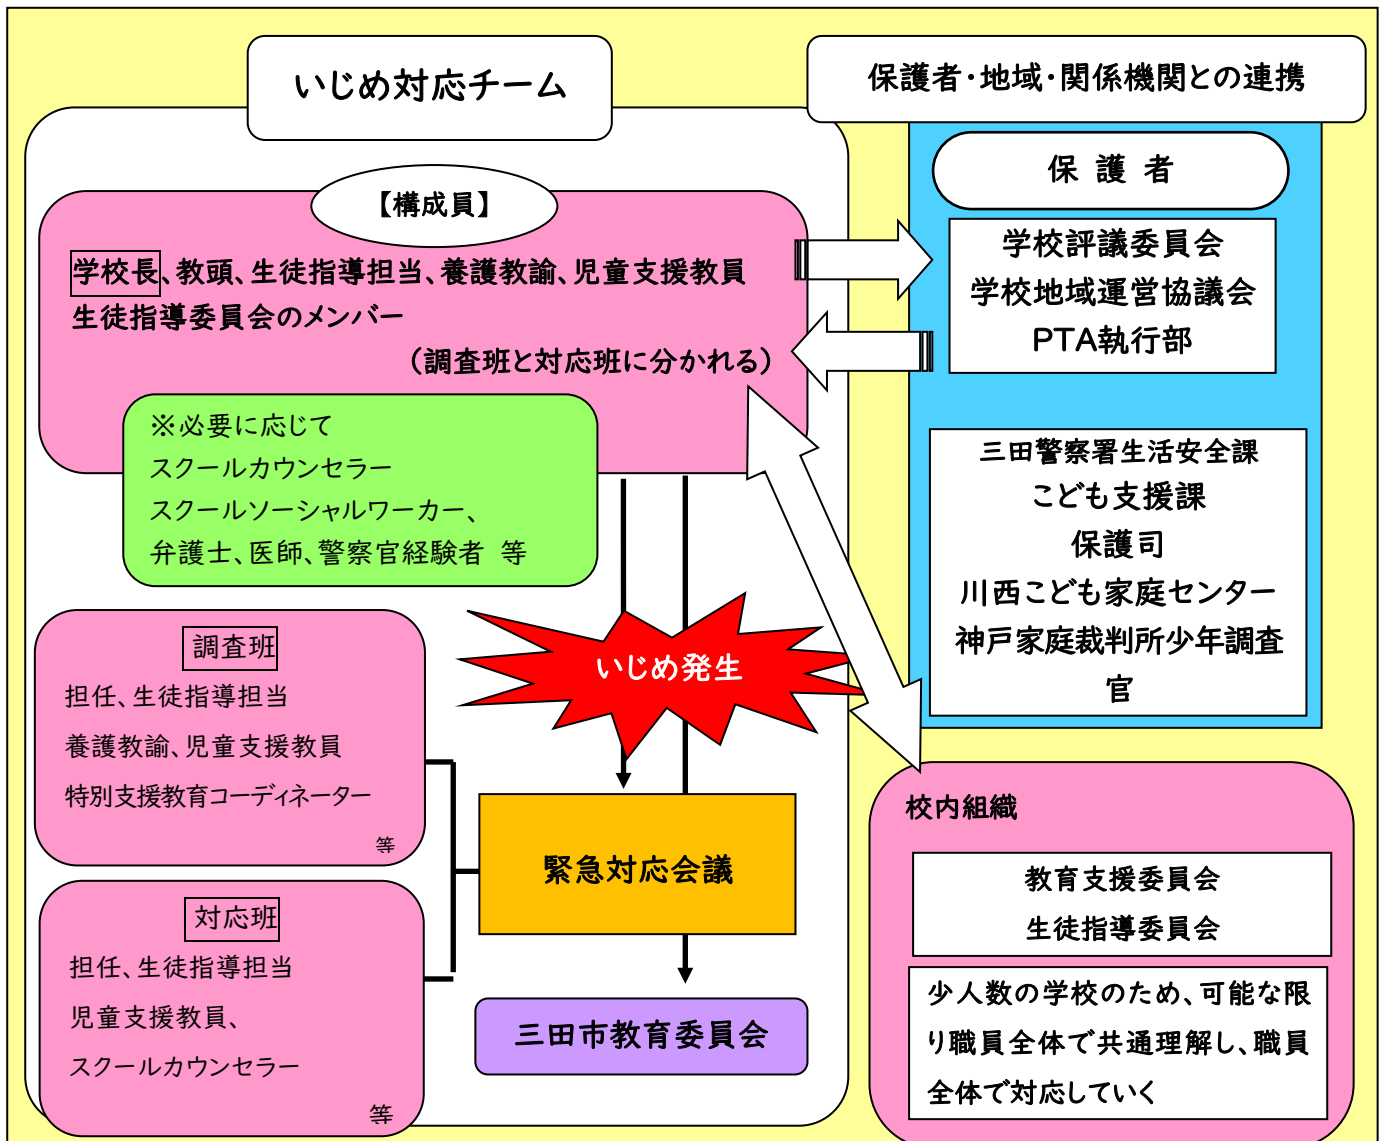 いじめ対応チーム
【構成員】
学校長、教頭、生徒指導担当、養護教諭、児童支援教員
生徒指導委員会のメンバー
（調査班と対応班に分かれる）
※必要に応じて
スクールカウンセラー
スクールソーシャルワーカー、
弁護士、医師、警察官経験者 等
いじめ発生
調査班
担任、生徒指導担当
養護教諭、児童支援教員
特別支援教育コーディネーター
等
対応班
担任、生徒指導担当
児童支援教員、
スクールカウンセラー
等
緊急対応会議
三田市教育委員会
保護者・地域・関係機関との連携
保 護 者
学校評議委員会
学校地域運営協議会
PTA執行部
三田警察署生活安全課
こども支援課
保護司
川西こども家庭センター
神戸家庭裁判所少年調査
官
校内組織
教育支援委員会
生徒指導委員会
少人数の学校のため、可能な限
り職員全体で共通理解し、職員
全体で対応していく